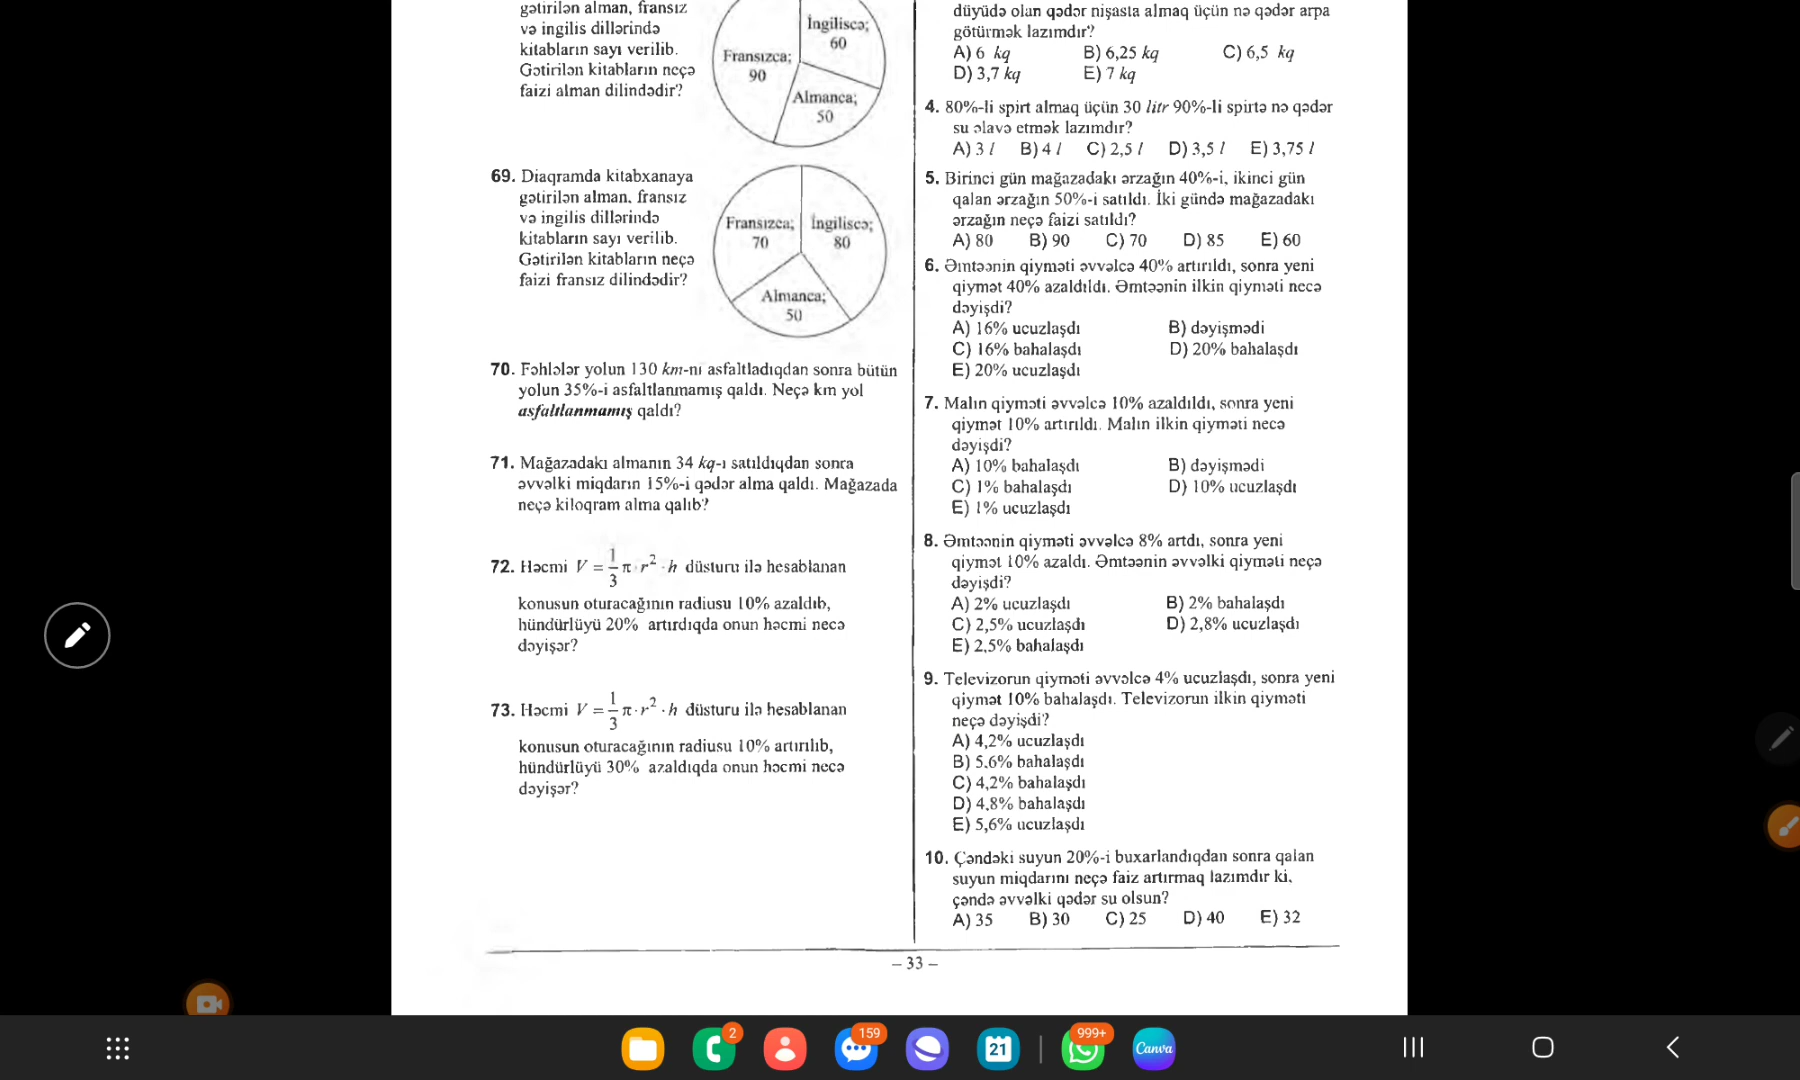 gətirilən alman, fransız
və ingilis dillərində
kitabların sayı verilib.
Gətirilən kitabların neçə
faizi alman dilindədir?
İngiliscə;
60
Fransızca;
90
Almanca;
50
69. Diaqramda kitabxanaya
gətirilən alman, fransız
və ingilis dillərində
kitabların sayı verilib.
Gətirilən kitabların neçə
faizi fransız dilindədir?
Fransızca;
70
İngiliscə;
80
Almanca;
50
70. Fəhlələr yolun 130 km-ni asfaltladıqdan sonra bütün
yolun 35%-i asfaltlanmamış qaldı. Neçə km yol
asfaltlanmamış qaldı?
71. Mağazadakı almanın 34 kq-ı satıldıqdan sonra
əvvəlki miqdarın 15%-i qədər alma qaldı. Mağazada
neçə kiloqram alma qalıb?
72. Həcmi V = 1/3 π · r² · h düsturu ilə hesablanan
konusun oturacağının radiusu 10% azaldıb,
hündürlüyü 20% artırdıqda onun həcmi necə
dəyişər?
73. Həcmi V = 1/3 π · r² · h düsturu ilə hesablanan
konusun oturacağının radiusu 10% artırılıb,
hündürlüyü 30% azaldıqda onun həcmi necə
dəyişər?
düyüdə olan qədər nişasta almaq üçün nə qədər arpa
götürmək lazımdır?
A) 6 kq B) 6,25 kq C) 6,5 kq
D) 3,7 kq E) 7 kq
4. 80%-li spirt almaq üçün 30 litr 90%-li spirtə nə qədər
su əlavə etmək lazımdır?
A) 3 l B) 4 l C) 2,5 l D) 3,5 l E) 3,75 l
5. Birinci gün mağazadakı ərzağın 40%-i, ikinci gün
qalan ərzağın 50%-i satıldı. İki gündə mağazadakı
ərzağın neçə faizi satıldı?
A) 80 B) 90 C) 70 D) 85 E) 60
6. Əmtəənin qiyməti əvvəlcə 40% artırıldı, sonra yeni
qiymət 40% azaldıldı. Əmtəənin ilkin qiyməti necə
dəyişdi?
A) 16% ucuzlaşdı B) dəyişmədi
C) 16% bahalaşdı D) 20% bahalaşdı
E) 20% ucuzlaşdı
7. Malın qiyməti əvvəlcə 10% azaldıldı, sonra yeni
qiymət 10% artırıldı. Malın ilkin qiyməti necə
dəyişdi?
A) 10% bahalaşdı B) dəyişmədi
C) 1% bahalaşdı D) 10% ucuzlaşdı
E) 1% ucuzlaşdı
8. Əmtəənin qiyməti əvvəlcə 8% artdı, sonra yeni
qiymət 10% azaldı. Əmtəənin əvvəlki qiyməti neçə
dəyişdi?
A) 2% ucuzlaşdı B) 2% bahalaşdı
C) 2,5% ucuzlaşdı D) 2,8% ucuzlaşdı
E) 2,5% bahalaşdı
9. Televizorun qiyməti əvvəlcə 4% ucuzlaşdı, sonra yeni
qiymət 10% bahalaşdı. Televizorun ilkin qiyməti
neçə dəyişdi?
A) 4,2% ucuzlaşdı
B) 5,6% bahalaşdı
C) 4,2% bahalaşdı
D) 4,8% bahalaşdı
E) 5,6% ucuzlaşdı
10. Çəndəki suyun 20%-i buxarlandıqdan sonra qalan
suyun miqdarını neçə faiz artırmaq lazımdır ki,
çəndə əvvəlki qədər su olsun?
A) 35 B) 30 C) 25 D) 40 E) 32
– 33 –
2
159
21
999+
Canva